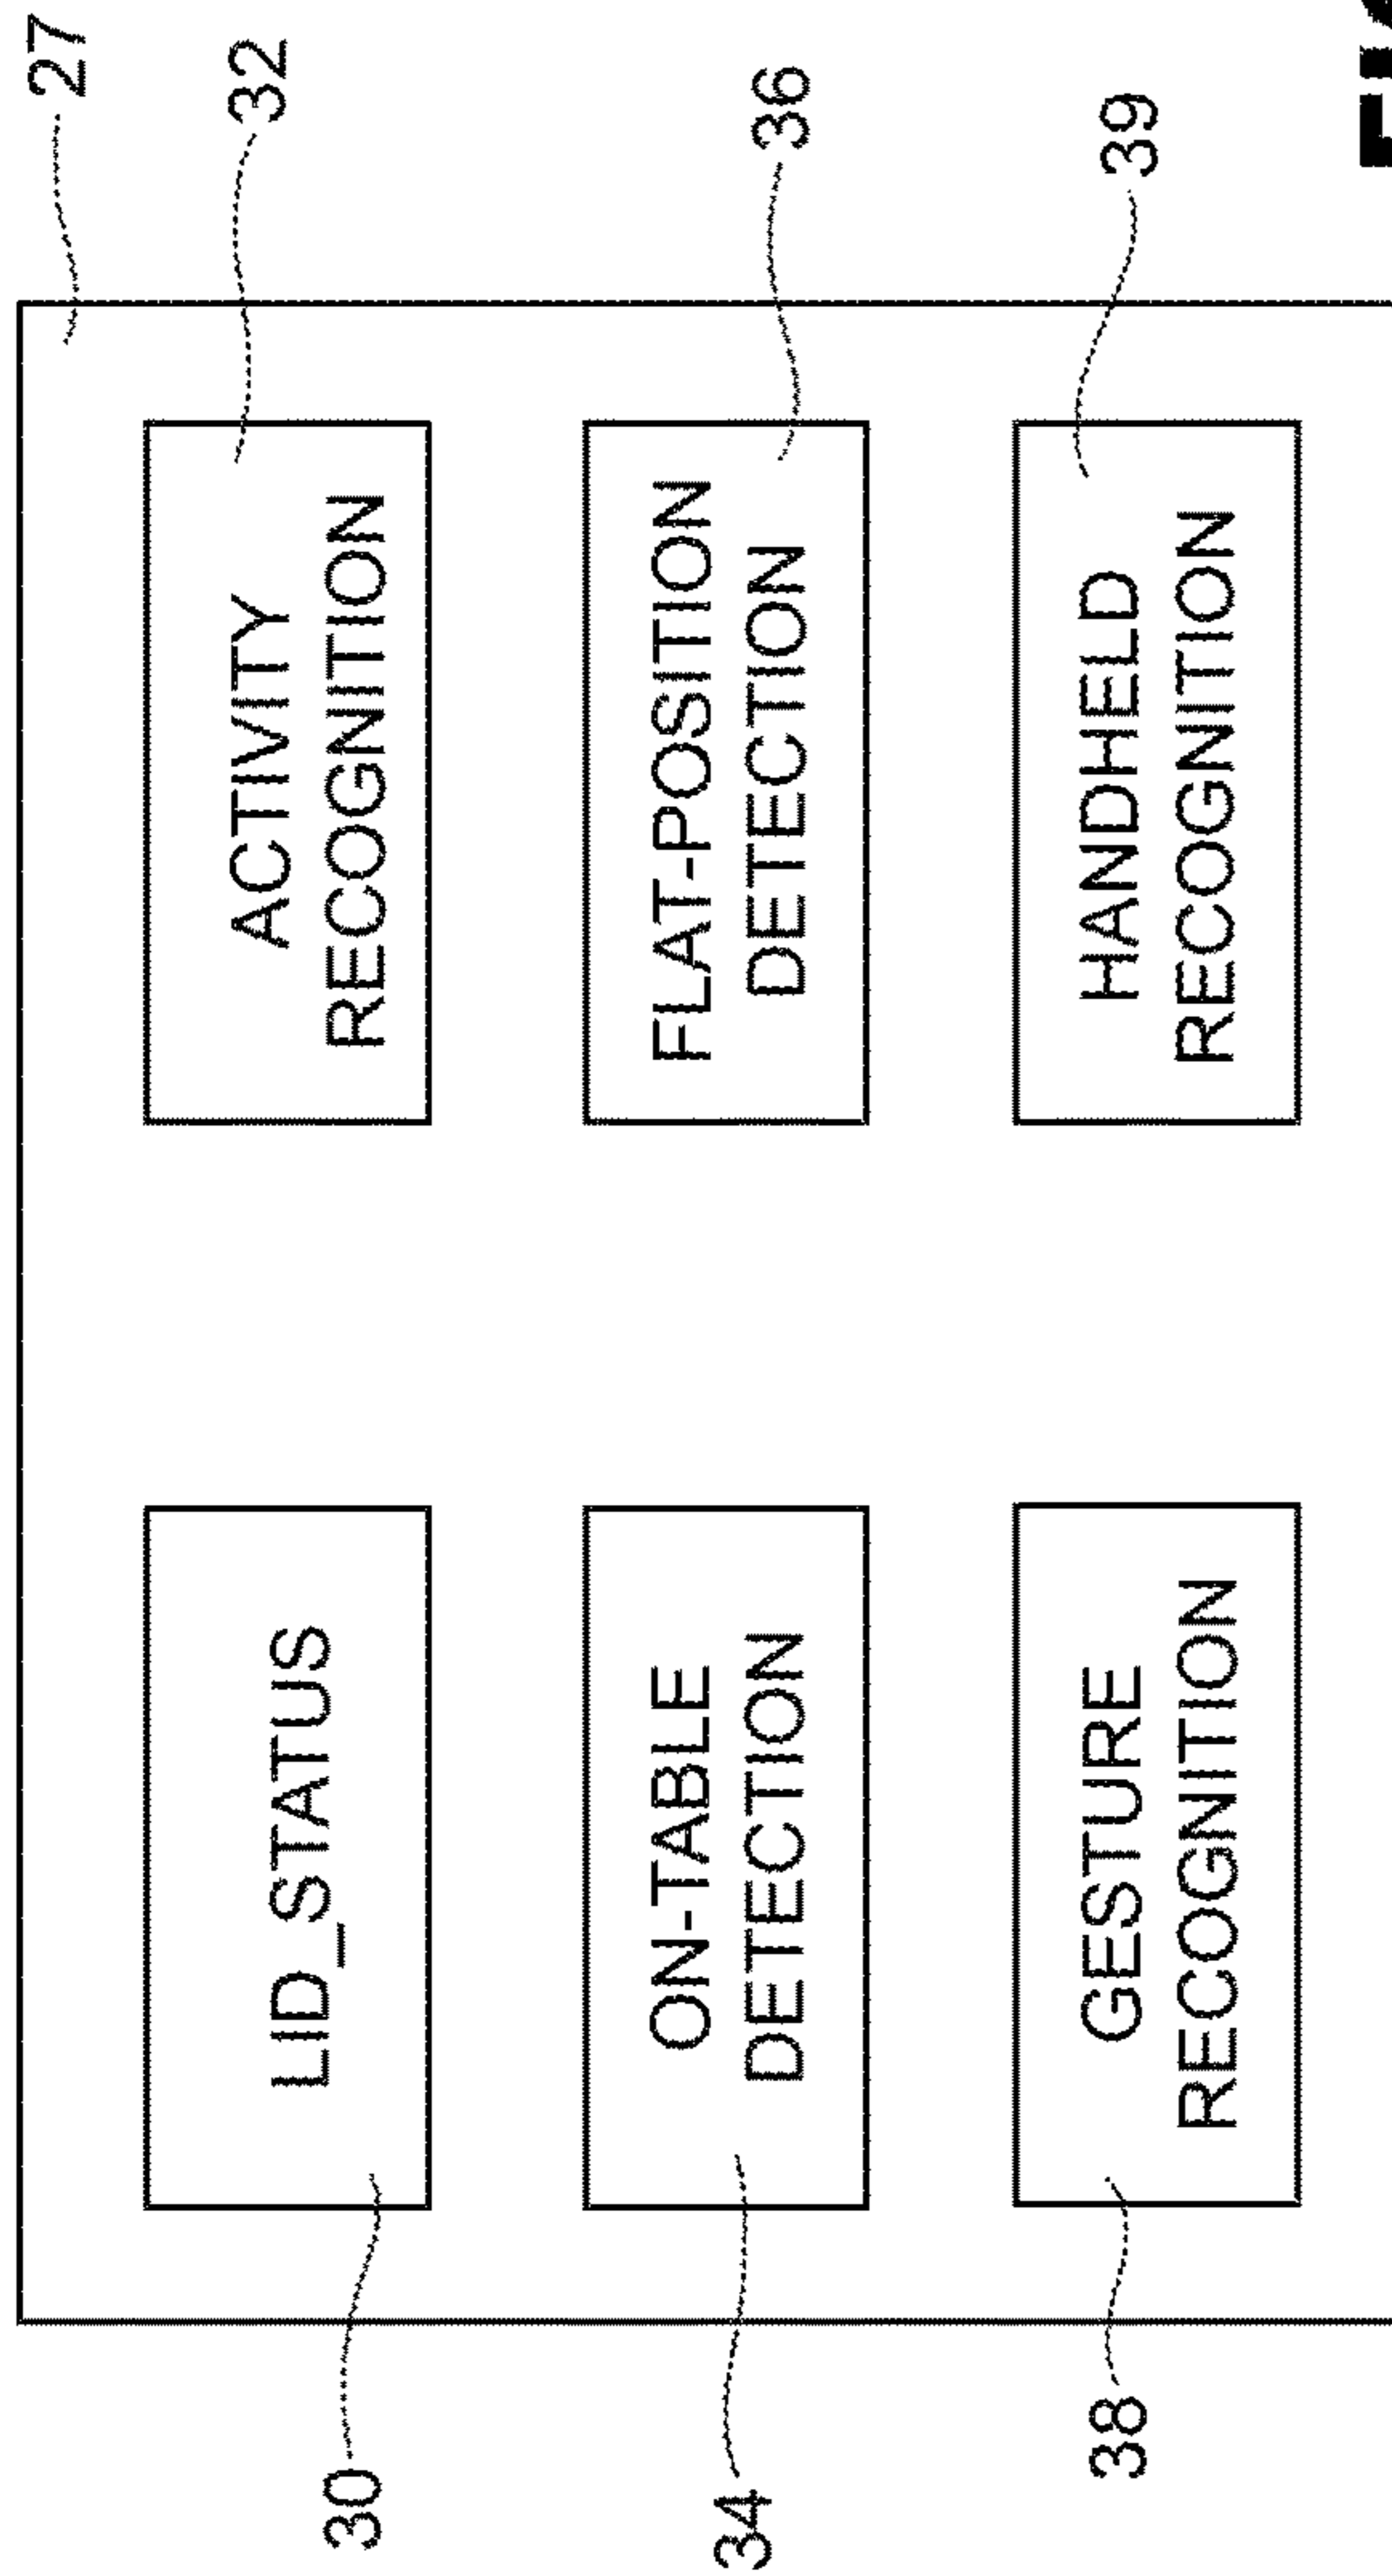 27
32
ACTIVITY
RECOGNITION
LID_STATUS
30
36
FLAT-POSITION
DETECTION
ON-TABLE
DETECTION
34
39
HANDHELD
RECOGNITION
GESTURE
RECOGNITION
38